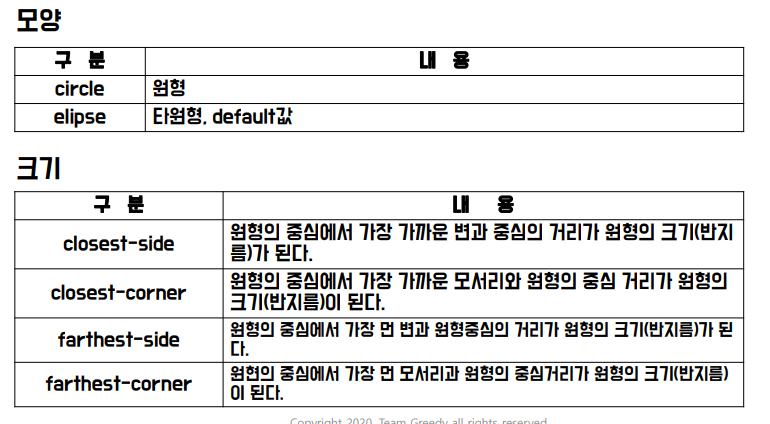 모양
구 분 내 용
circle 원형
elipse 타원형, default값
크기
구 분 내 용
closest-side 원형의 중심에서 가장 가까운 변과 중심의 거리가 원형의 크기(반지
름)가 된다.
closest-corner 원형의 중심에서 가장 가까운 모서리와 원형의 중심 거리가 원형의
크기(반지름)이 된다.
farthest-side 원형의 중심에서 가장 먼 변과 원형중심의 거리가 원형의 크기(반지름)가 된
다.
farthest-corner 원현의 중심에서 가장 먼 모서리과 원형의 중심거리가 원형의 크기(반지름)
이 된다.
Copyright 2020. Team Greedy all rights reserved